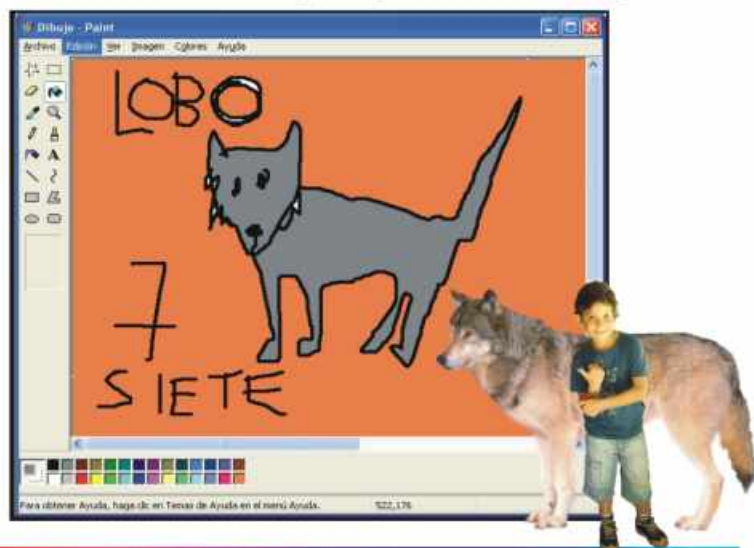 Dibujo - Paint
Archivo Edición Ver Imagen Colores Ayuda
LOBO
7
SIETE
Para obtener Ayuda, haga clic en Temas de Ayuda en el menú Ayuda.
522,176